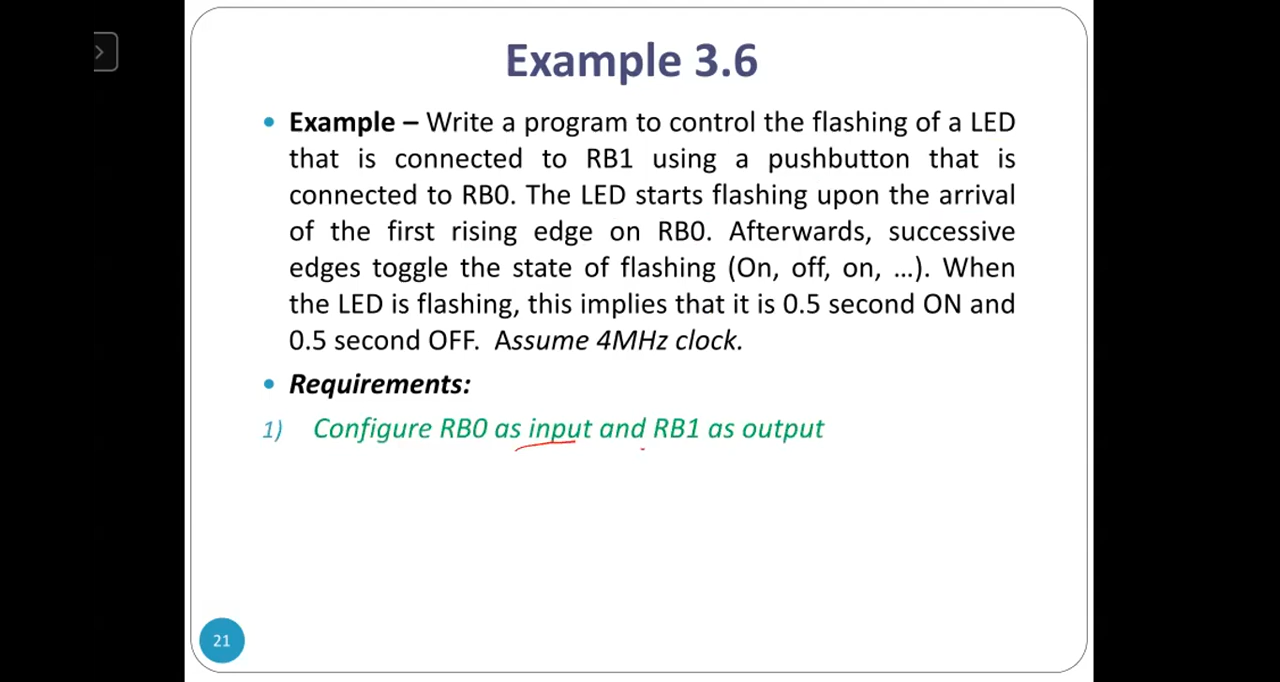 Example 3.6
• Example – Write a program to control the flashing of a LED
that is connected to RB1 using a pushbutton that is
connected to RB0. The LED starts flashing upon the arrival
of the first rising edge on RB0. Afterwards, successive
edges toggle the state of flashing (On, off, on, …). When
the LED is flashing, this implies that it is 0.5 second ON and
0.5 second OFF. Assume 4MHz clock.
• Requirements:
1) Configure RB0 as input and RB1 as output
21